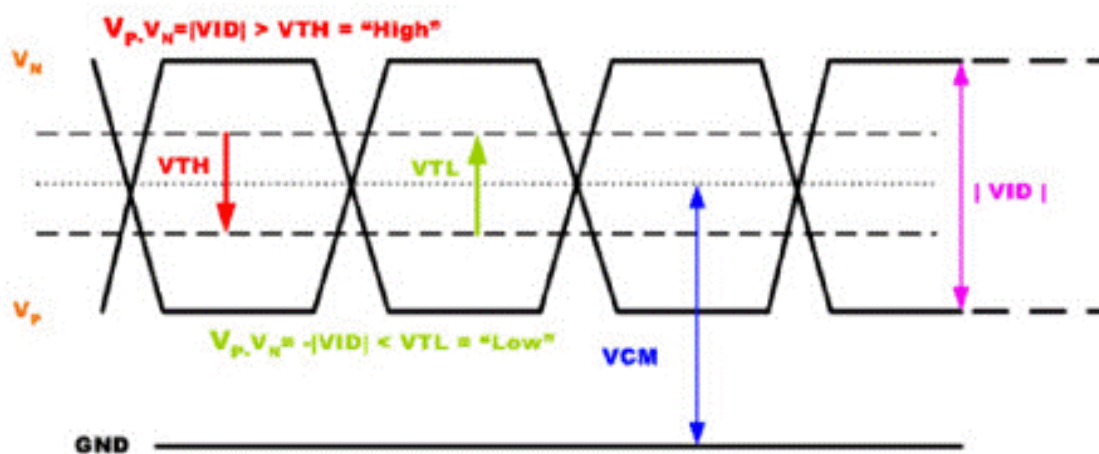 VP-VN=|VID| > VTH = “High”
VN
VTH
VTL
| VID |
VP
VP-VN= -|VID| < VTL = “Low”
VCM
GND